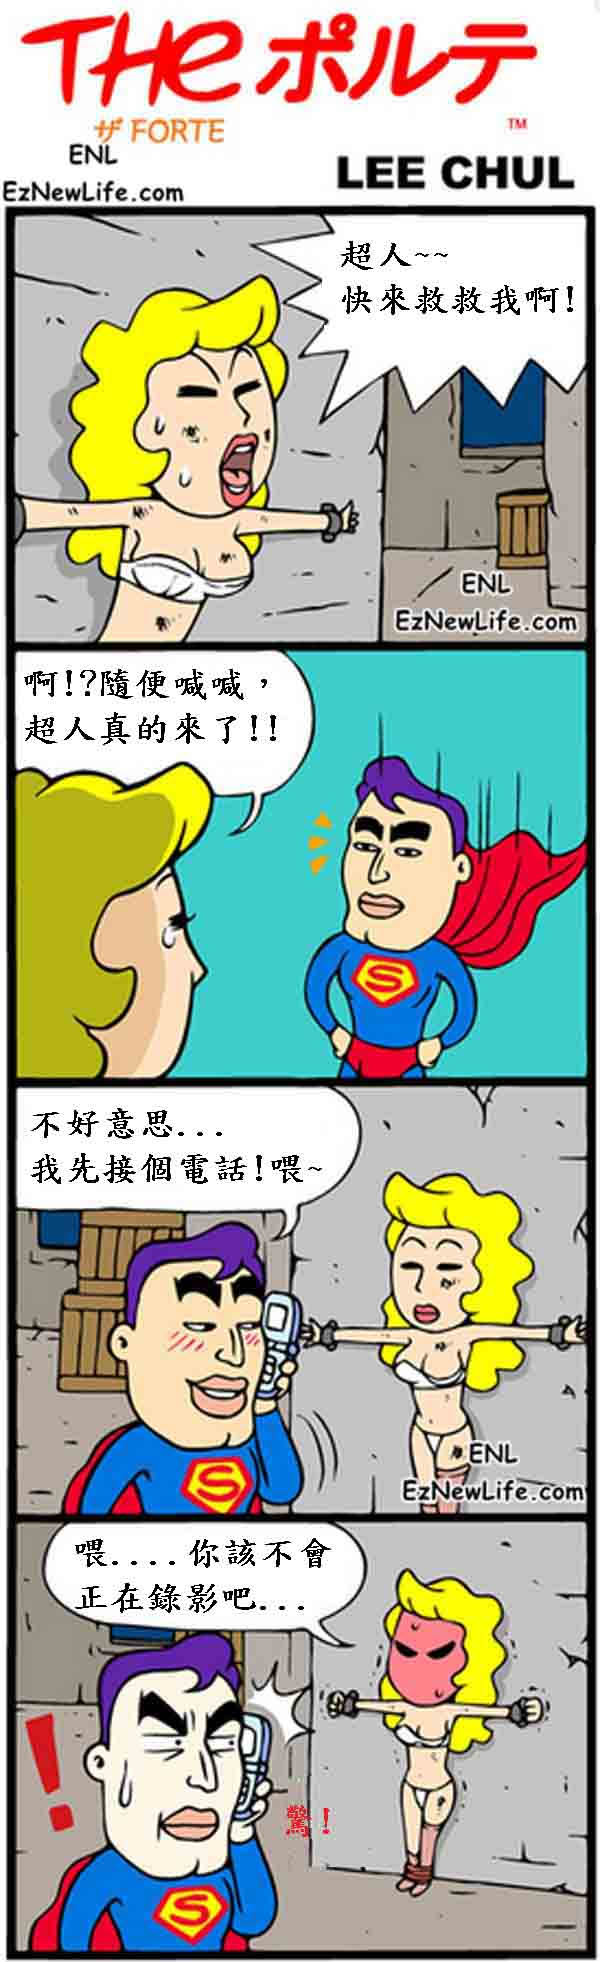 THe ポルテ
ザ FORTE
TM
ENL
EzNewLife.com
LEE CHUL
超人~~
快來救救我啊!
ENL
EzNewLife.com
啊!?隨便喊喊，
超人真的來了!!
S
不好意思...
我先接個電話!喂~
S
ENL
EzNewLife.com
喂....你該不會
正在錄影吧...
!
驚!
S